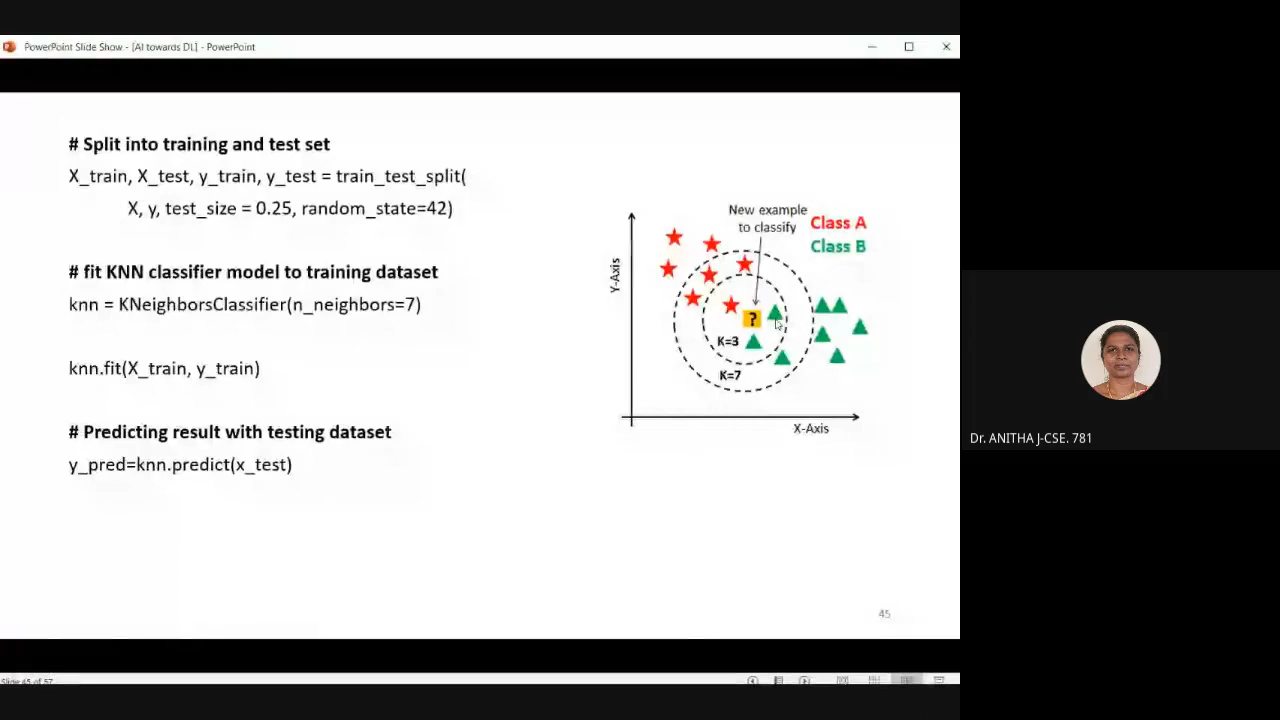 PowerPoint Slide Show - [AI towards DL] - PowerPoint
# Split into training and test set
X_train, X_test, y_train, y_test = train_test_split(
X, y, test_size = 0.25, random_state=42)
# fit KNN classifier model to training dataset
knn = KNeighborsClassifier(n_neighbors=7)
knn.fit(X_train, y_train)
# Predicting result with testing dataset
y_pred=knn.predict(x_test)
New example
to classify
Class A
Class B
Y-Axis
?
K=3
K=7
X-Axis
45
Slide 45 of 57
Dr. ANITHA J-CSE. 781